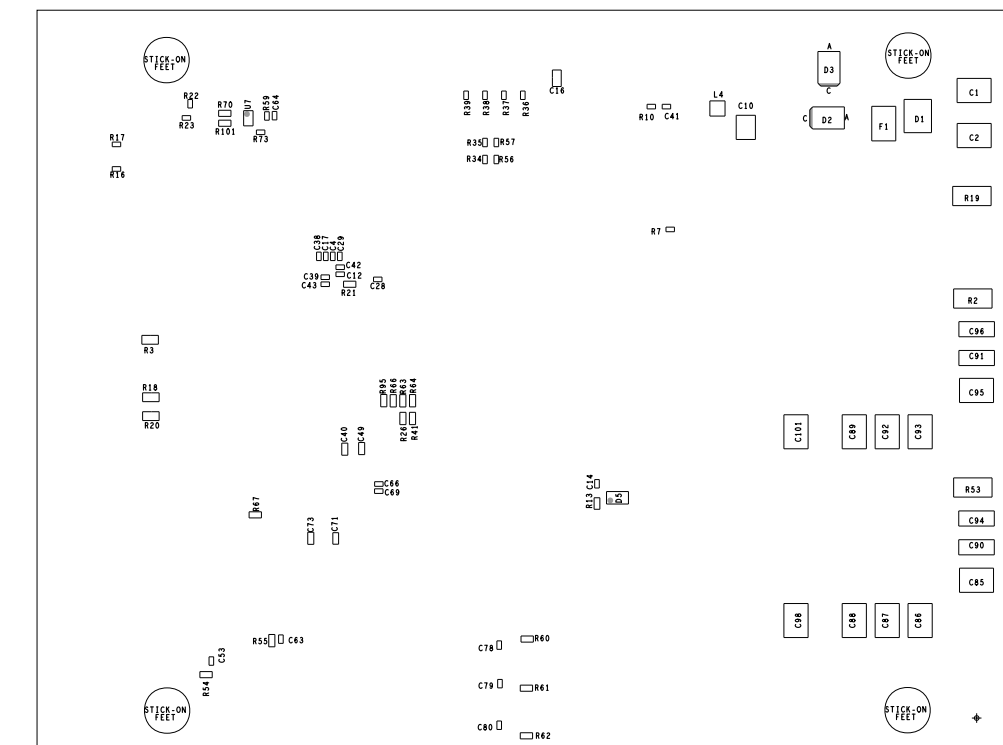 A
STICK-ON
FEET
STICK-ON
FEET
D3
C
C1
C16
L4
C10
R22
R70
U7
R59
C64
R39
R38
R37
R36
R10
C41
C
D2
A
F1
D1
R23
R101
R73
C2
R17
R35
R57
R34
R56
R16
R19
R7
C38
C17
C4
C29
C42
C39
C12
C43
R21
C28
R2
C96
R3
C91
R18
R95
R66
R63
R64
C95
R20
R26
R41
C40
C49
C101
C89
C92
C93
C66
C69
C14
R13
D5
R53
R67
C73
C71
C94
C90
C85
C98
C88
C87
C86
R55
C63
R60
C78
C53
R54
C79
R61
STICK-ON
FEET
STICK-ON
FEET
C80
R62